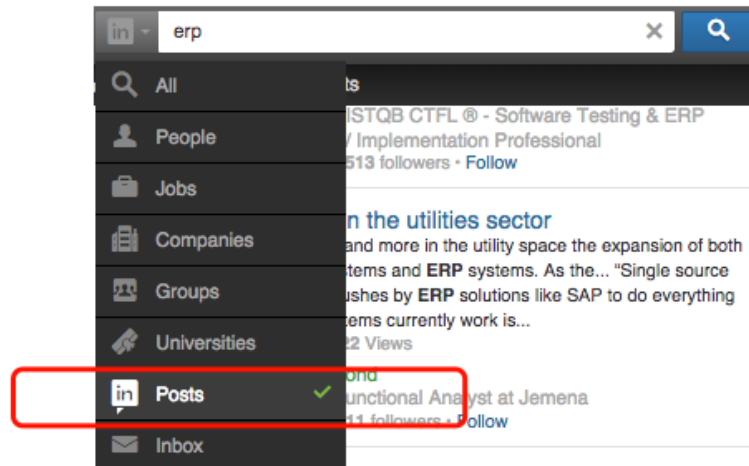 in erp
All
ts
ISTQB CTFL ® - Software Testing & ERP
People
/ Implementation Professional
513 followers • Follow
Jobs
n the utilities sector
Companies
and more in the utility space the expansion of both
tems and ERP systems. As the... “Single source
Groups
ushes by ERP solutions like SAP to do everything
tems currently work is...
Universities
22 Views
ond
in Posts
unctional Analyst at Jemena
11 followers • Follow
Inbox